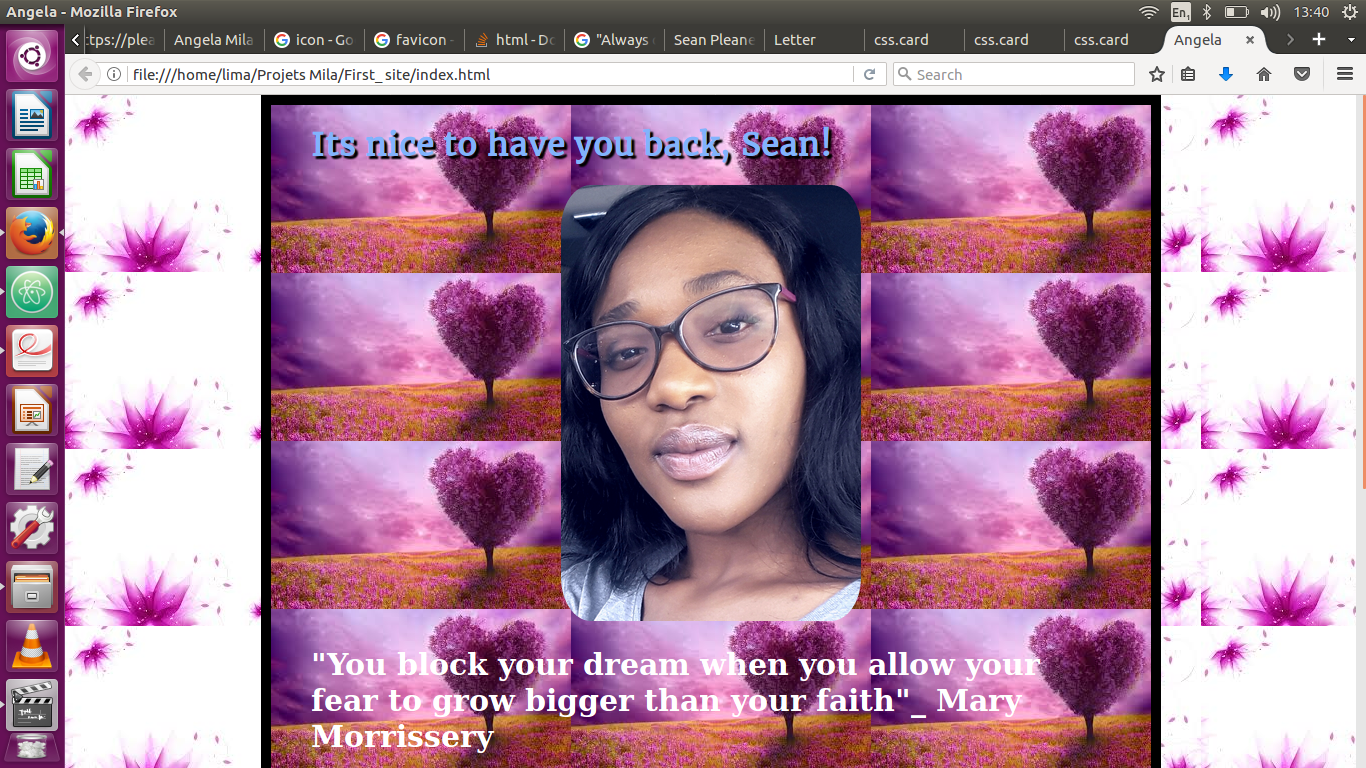 Angela - Mozilla Firefox
En1
13:40
ttps://plea
Angela Mila
icon - Go
favicon -
html - Do
"Always
Sean Pleane
Letter
css.card
css.card
css.card
Angela
file:///home/lima/Projets Mila/First_ site/index.html
Search
Its nice to have you back, Sean!
"You block your dream when you allow your
fear to grow bigger than your faith"_ Mary
Morrissery